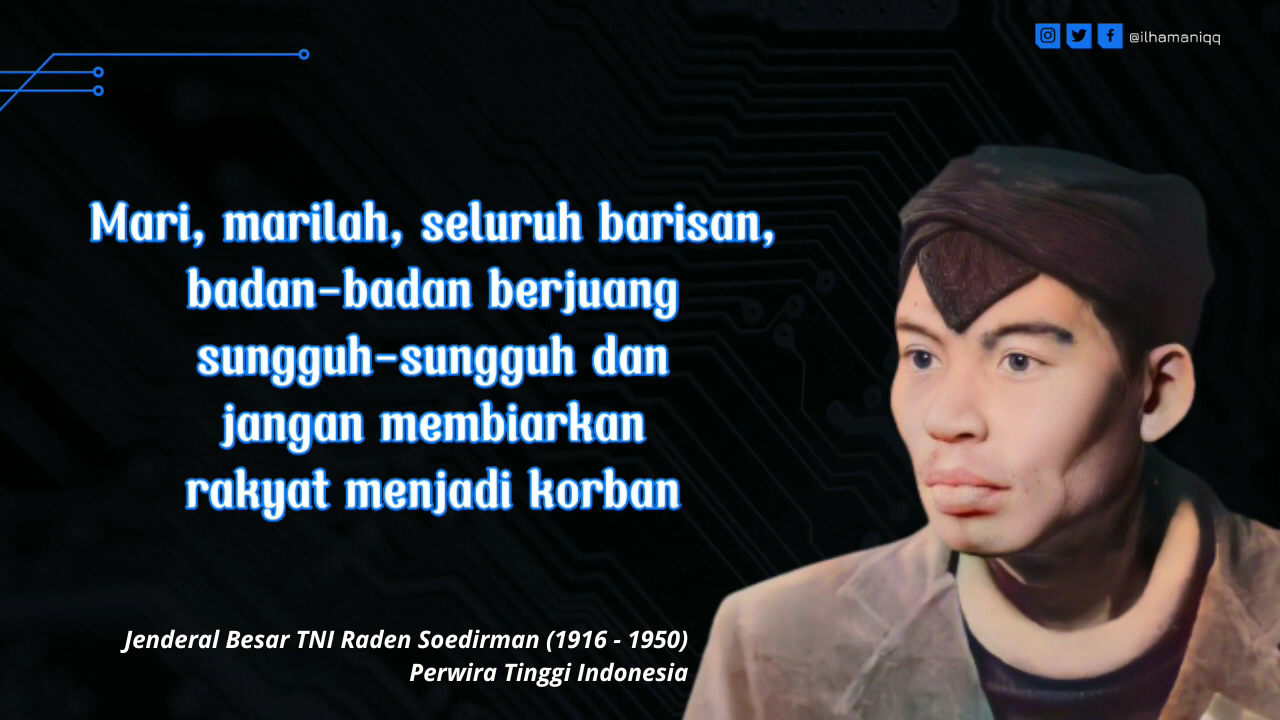 @ilhamaniqq
Mari, marilah, seluruh barisan,
badan-badan berjuang
sungguh-sungguh dan
jangan membiarkan
rakyat menjadi korban
Jenderal Besar TNI Raden Soedirman (1916 - 1950)
Perwira Tinggi Indonesia